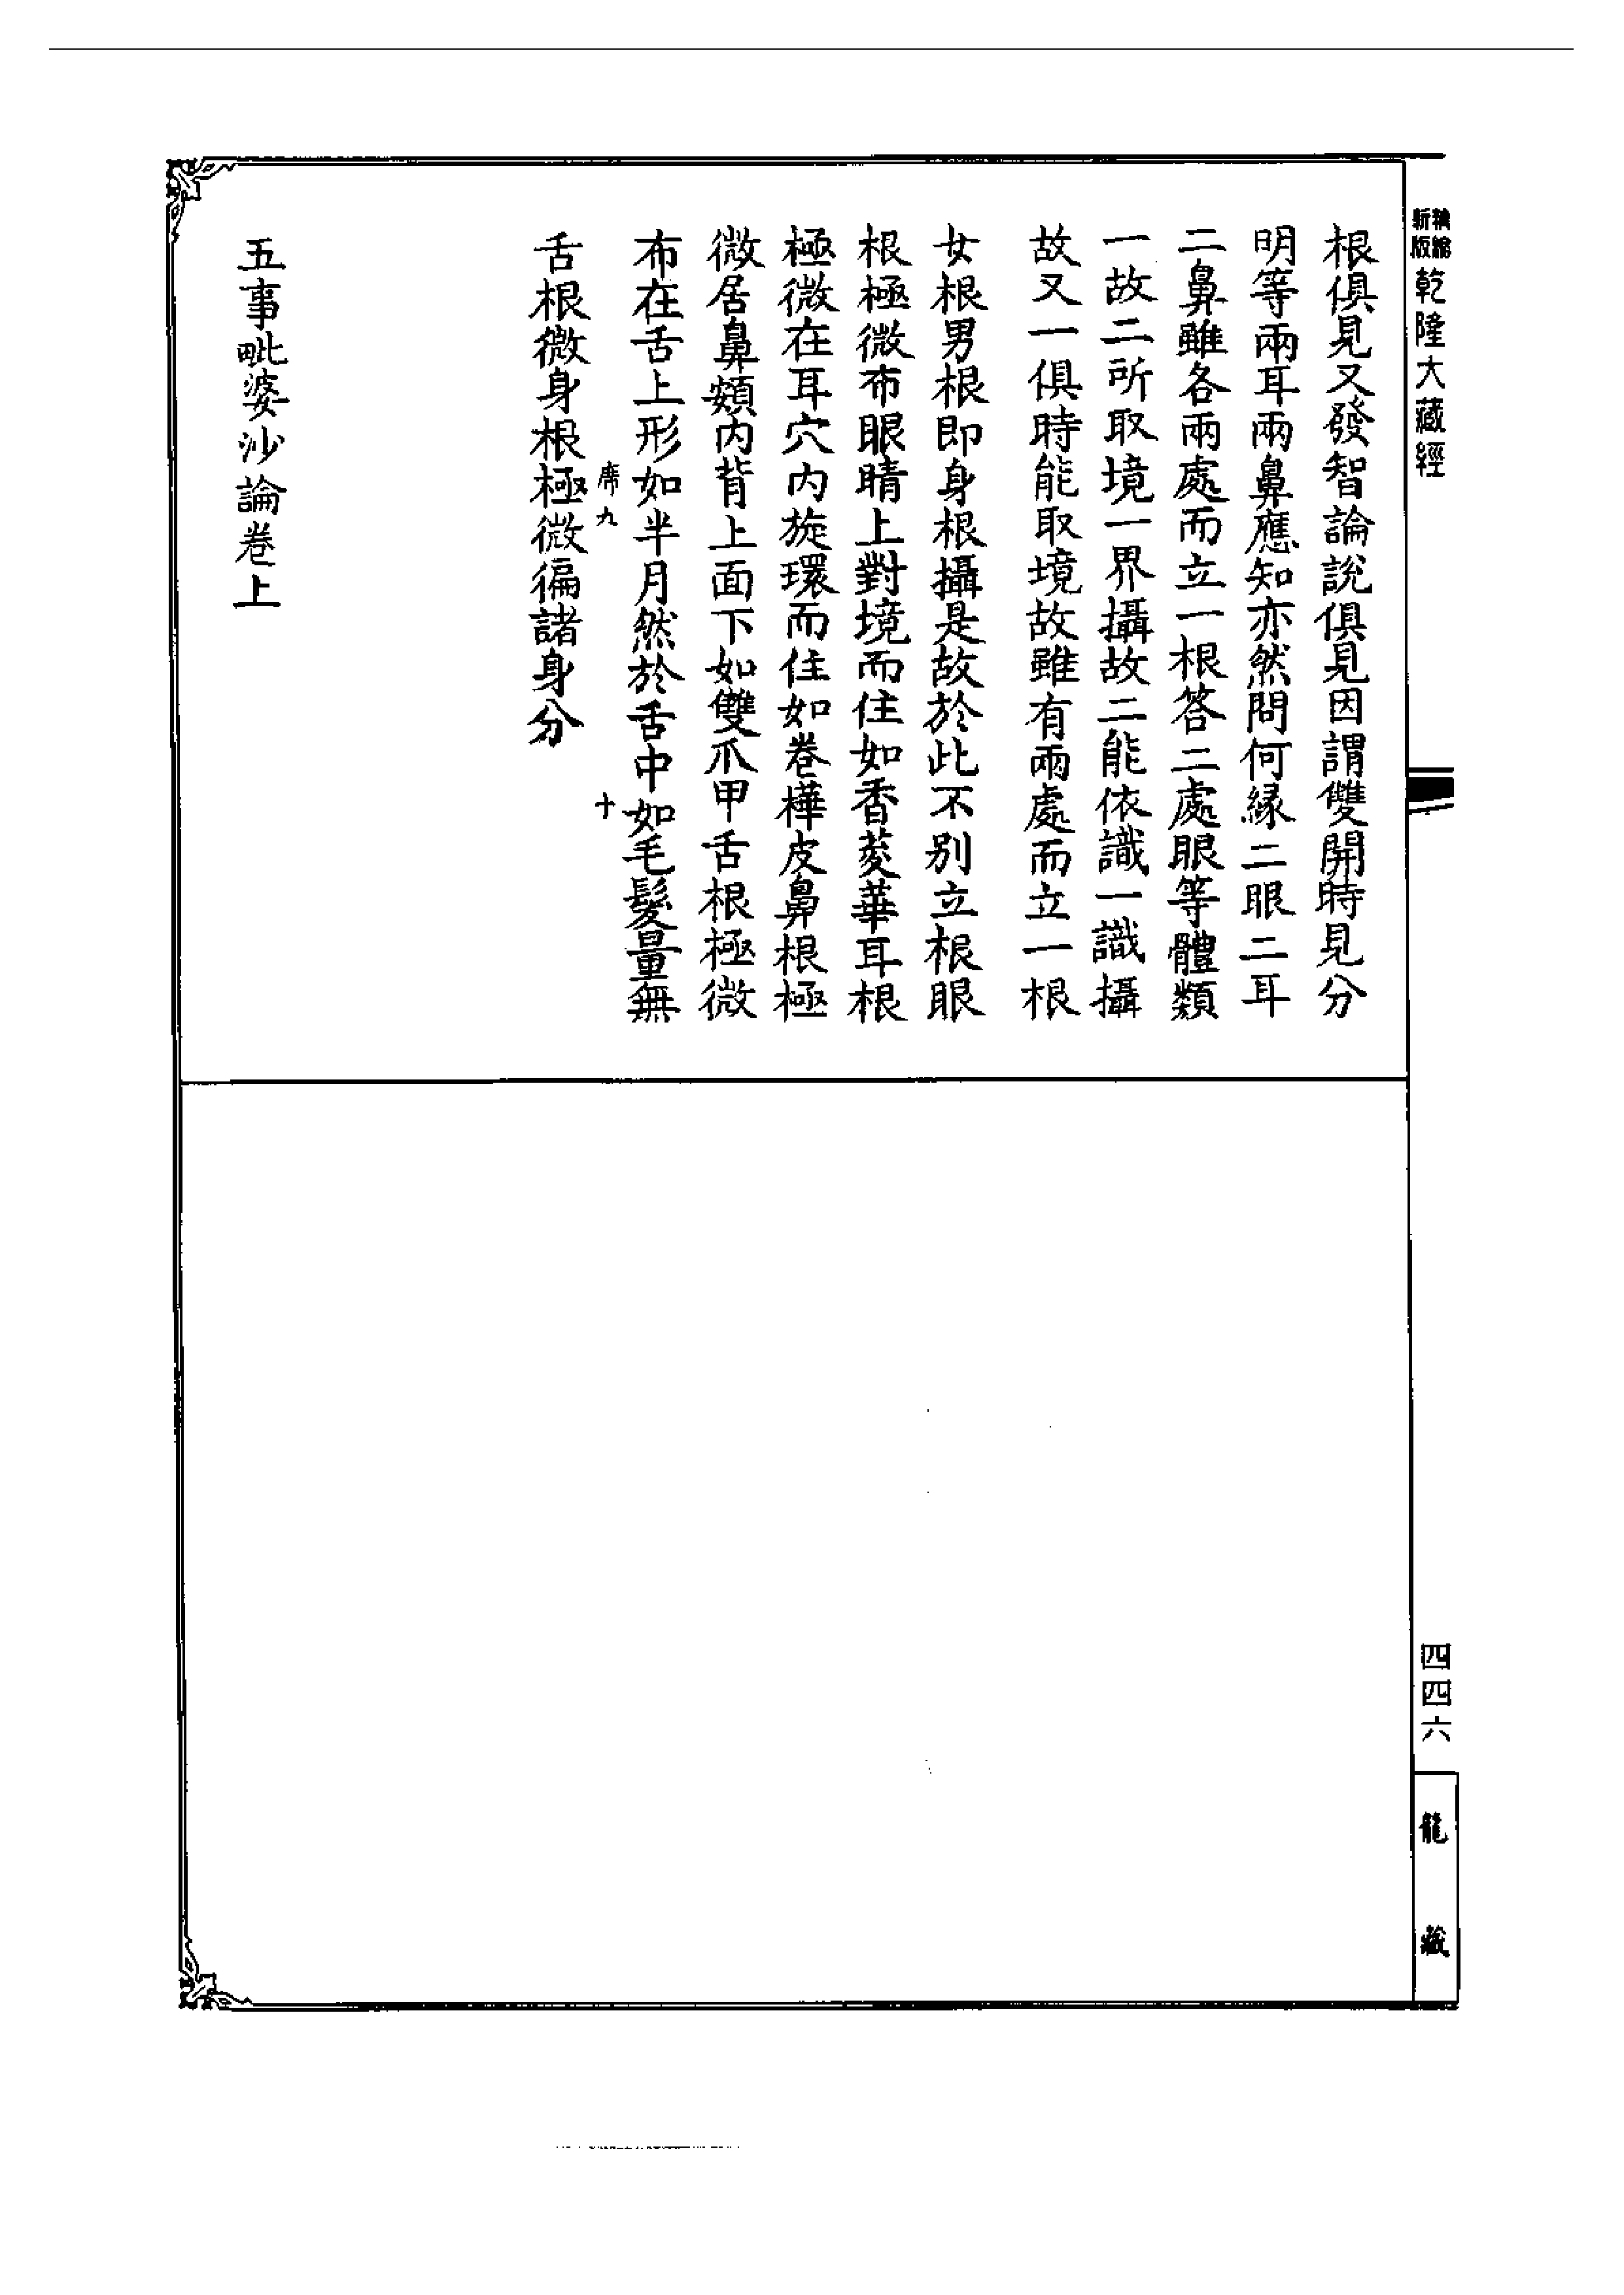 新版精縮
乾隆大藏經
四四六
龍藏
根俱見又發智論說俱見因謂雙開時見分
明等兩耳兩鼻應知亦然問何緣二眼二耳
二鼻雖各兩處而立一根答二處眼等體類
一故二所取境一界攝故二能依識一識攝
故又一俱時能取境故雖有兩處而立一根
女根男根即身根攝是故於此不別立根眼
根極微布眼睛上對境而住如香荾華耳根
極微在耳穴內旋環而住如卷樺皮鼻根極
微居鼻頞內背上面下如雙爪甲舌根極微
布在舌上形如半月然於舌中如毛髮量無
席九
十
舌根微身根極微徧諸身分
五事毗婆沙論卷上